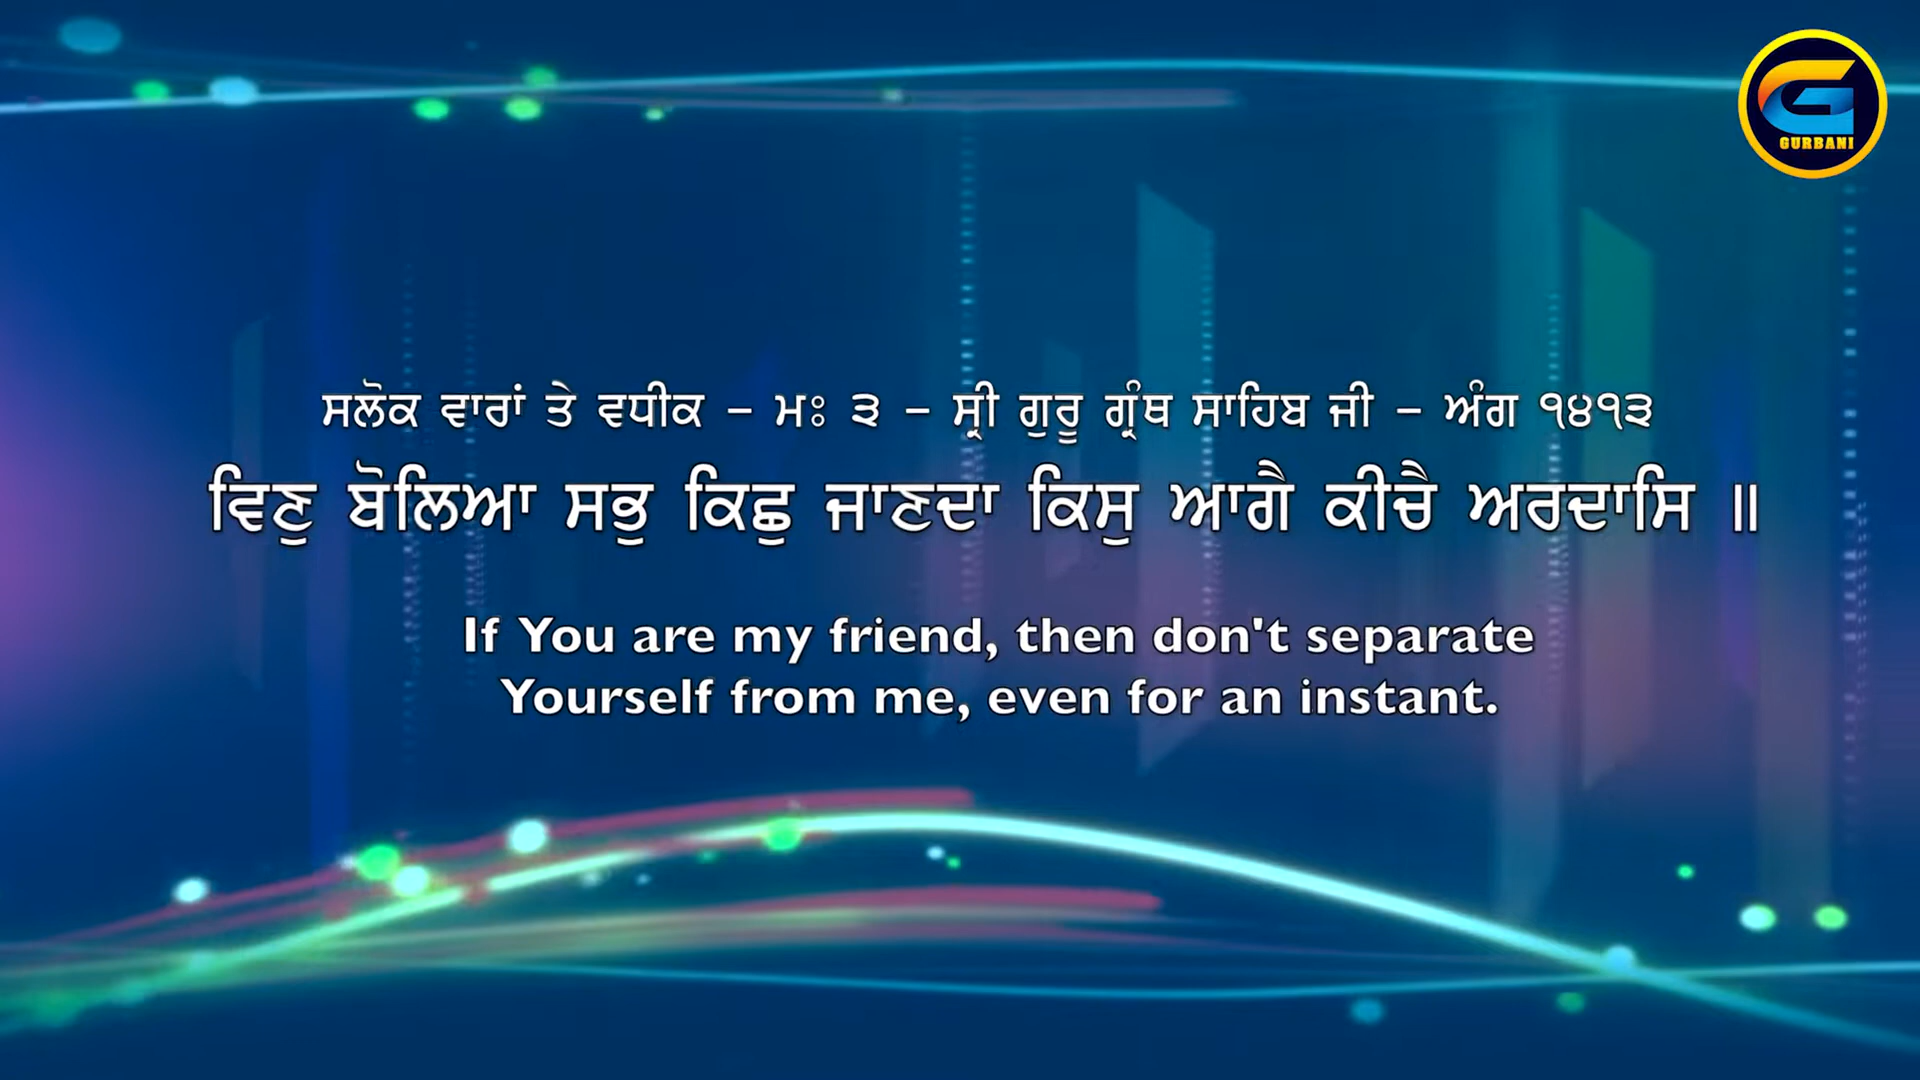 GURBANI
ਸਲੋਕ ਵਾਰਾਂ ਤੇ ਵਧੀਕ – ਮਃ ੩ – ਸ੍ਰੀ ਗੁਰੂ ਗ੍ਰੰਥ ਸਾਹਿਬ ਜੀ – ਅੰਗ ੧੪੧੩
ਵਿਣੁ ਬੋਲਿਆ ਸਭੁ ਕਿਛੁ ਜਾਣਦਾ ਕਿਸੁ ਆਗੈ ਕੀਚੈ ਅਰਦਾਸਿ ॥
If You are my friend, then don't separate
Yourself from me, even for an instant.